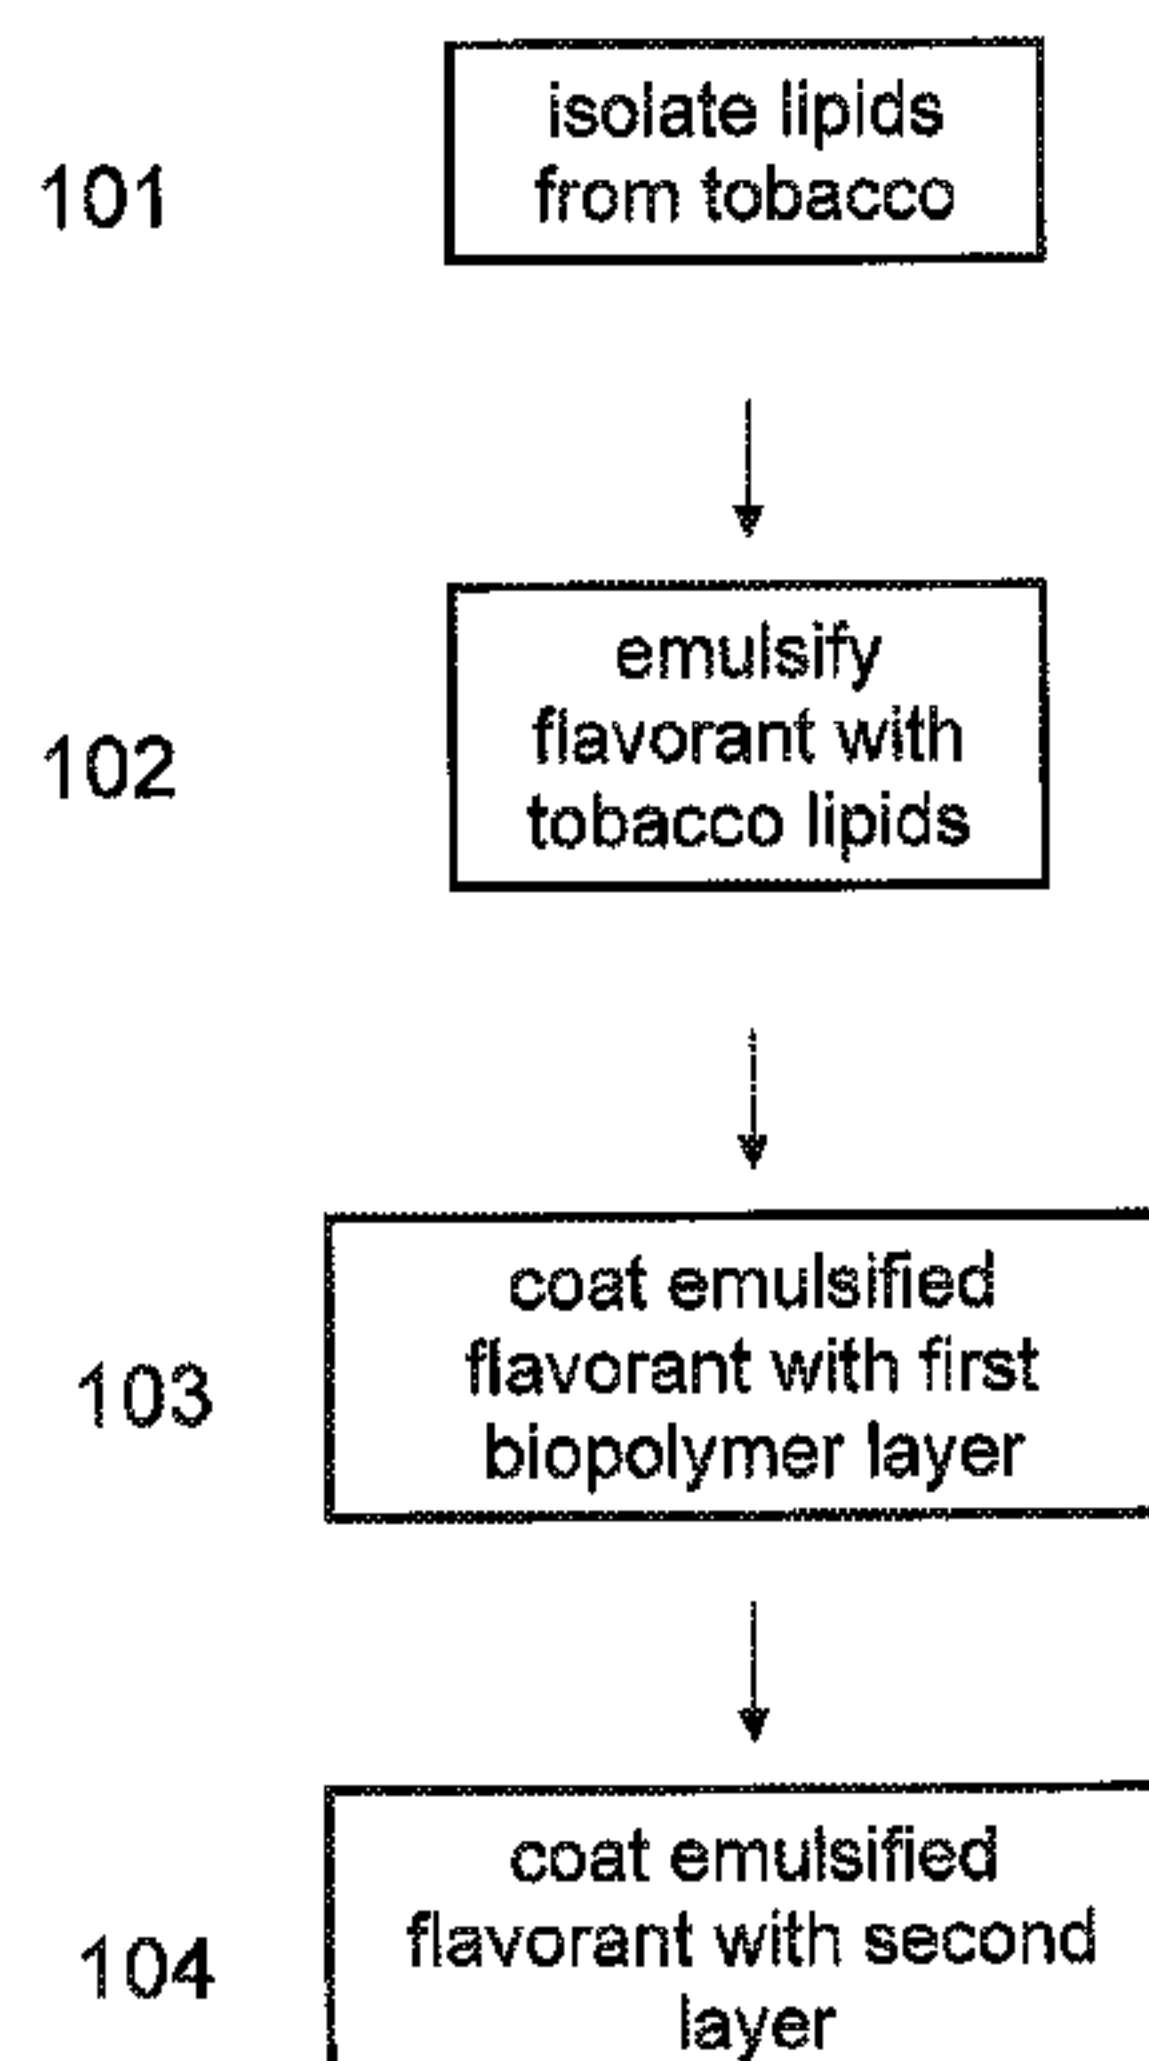 isolate lipids
101
from tobacco
emulsify
102
flavorant with
tobacco lipids
coat emulsified
103
flavorant with first
biopolymer layer
coat emulsified
104
flavorant with second
layer